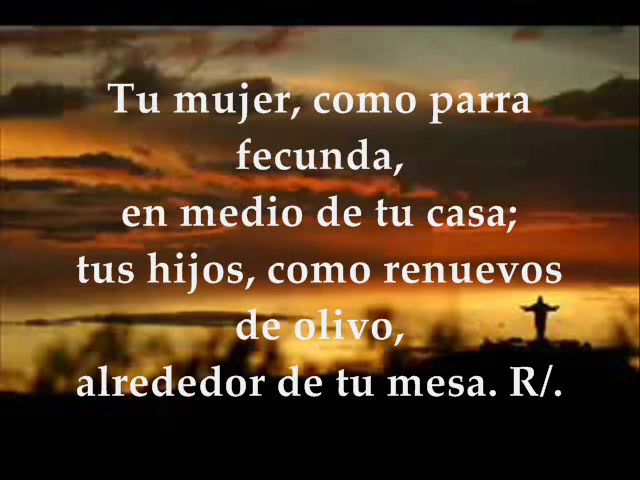 Tu mujer, como parra
fecunda,
en medio de tu casa;
tus hijos, como renuevos
de olivo,
alrededor de tu mesa. R/.